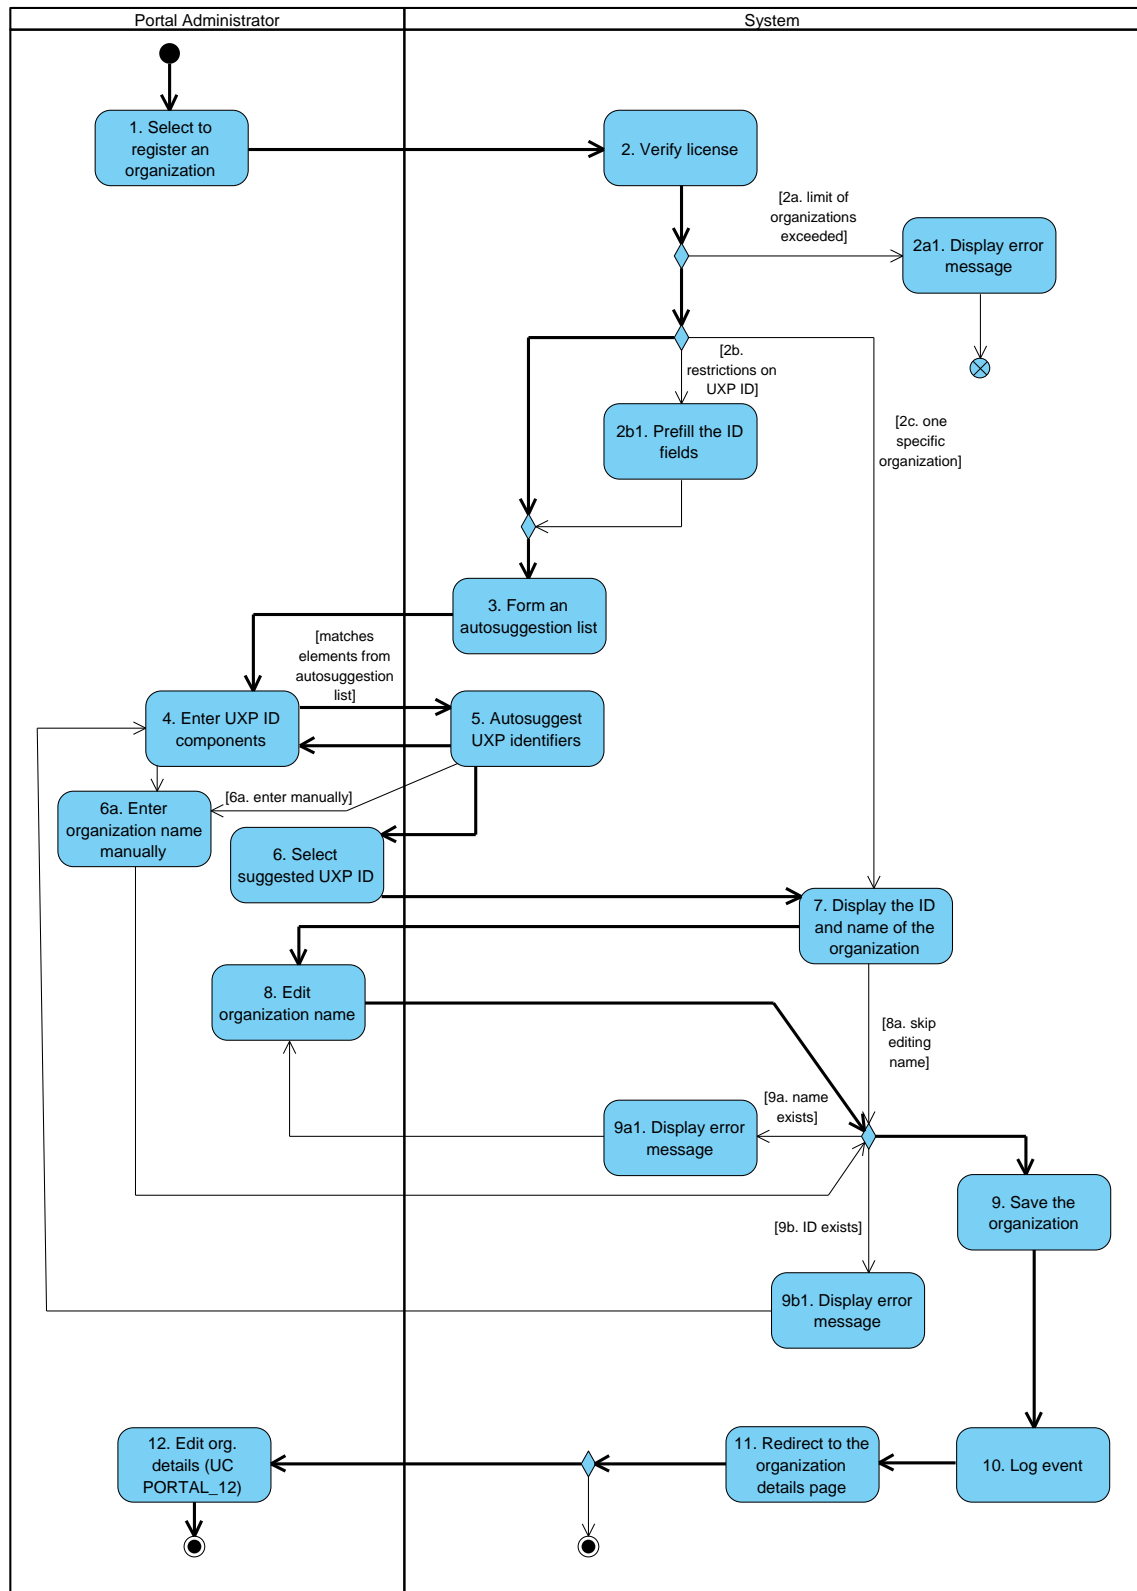 Portal Administrator
System
1. Select to
register an
organization
2. Verify license
[2a. limit of
organizations
exceeded]
2a1. Display error
message
[2b.
restrictions on
UXP ID]
2b1. Prefill the ID
fields
[2c. one
specific
organization]
3. Form an
autosuggestion list
[matches
elements from
autosuggestion
list]
4. Enter UXP ID
components
5. Autosuggest
UXP identifiers
[6a. enter manually]
6a. Enter
organization name
manually
6. Select
suggested UXP ID
7. Display the ID
and name of the
organization
8. Edit
organization name
[8a. skip
editing
name]
[9a. name
exists]
9a1. Display error
message
9. Save the
organization
[9b. ID exists]
9b1. Display error
message
12. Edit org.
details (UC
PORTAL_12)
11. Redirect to the
organization
details page
10. Log event